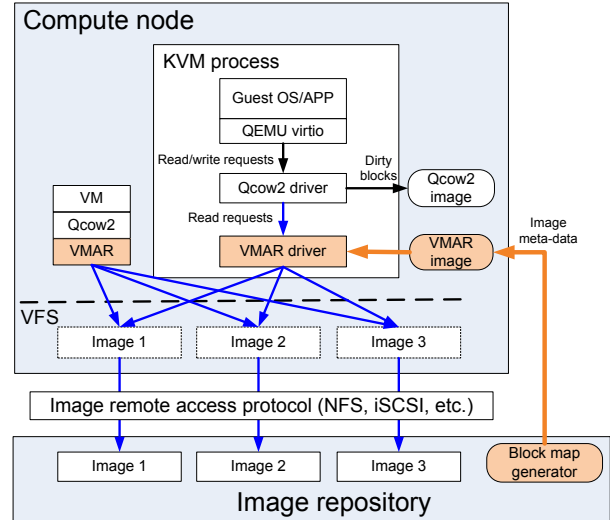 Compute node
KVM process
Guest OS/APP
QEMU virtio
Read/write requests
Dirty
blocks
Qcow2 driver
Qcow2
image
VM
Qcow2
VMAR
Read requests
VMAR driver
VMAR
image
Image
meta-data
VFS
Image 1
Image 2
Image 3
Image remote access protocol (NFS, iSCSI, etc.)
Image 1
Image 2
Image 3
Block map
generator
Image repository